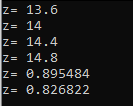 z= 13.6
z= 14
z= 14.4
z= 14.8
z= 0.895484
z= 0.826822